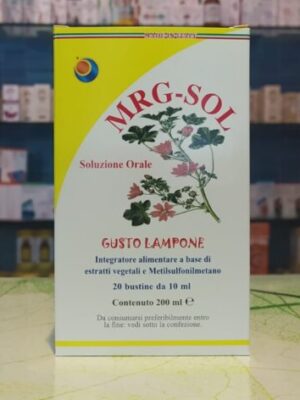 MRG-SOL
Soluzione Orale
GUSTO LAMPONE
Integratore alimentare a base di
estratti vegetali e Metilsulfonilmetano
20 bustine da 10 ml
Contenuto 200 ml ℮
Da consumarsi preferibilmente entro
la fine: vedi sotto la confezione.